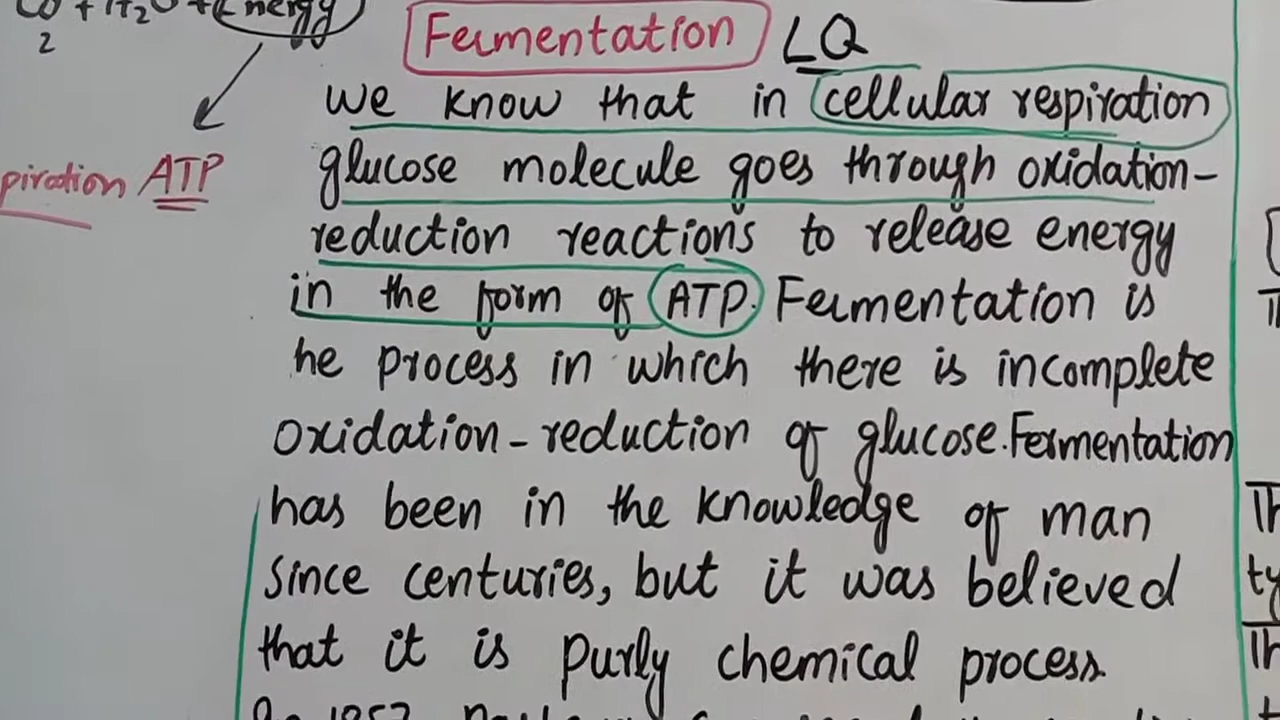 CO2 + H2O + Energy
Fermentation LQ
we know that in cellular respiration
glucose molecule goes through oxidation-
reduction reactions to release energy
in the form of ATP. Fermentation is
he process in which there is incomplete
oxidation-reduction of glucose. Fermentation
has been in the knowledge of man
since centuries, but it was believed
that it is purly chemical process.
piration ATP